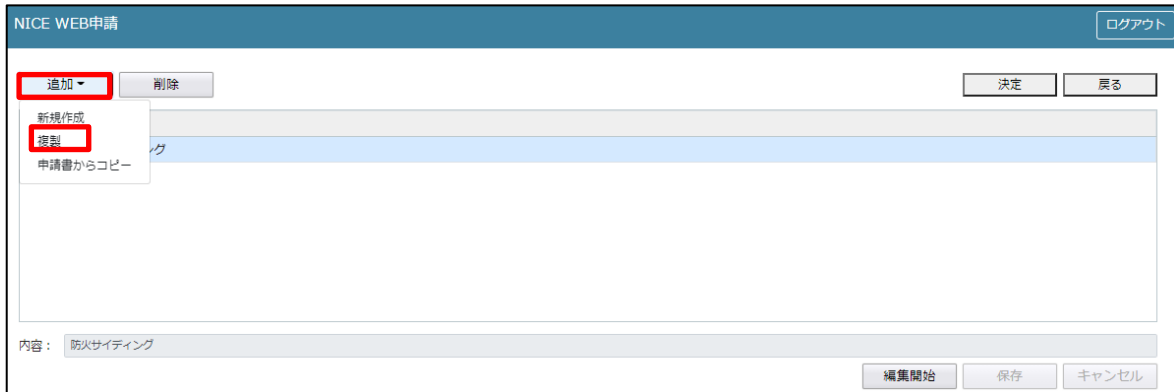 NICE WEB申請
ログアウト
追加 削除 決定 戻る
新規作成
複製
ング
申請書からコピー
内容： 防火サイディング
編集開始 保存 キャンセル